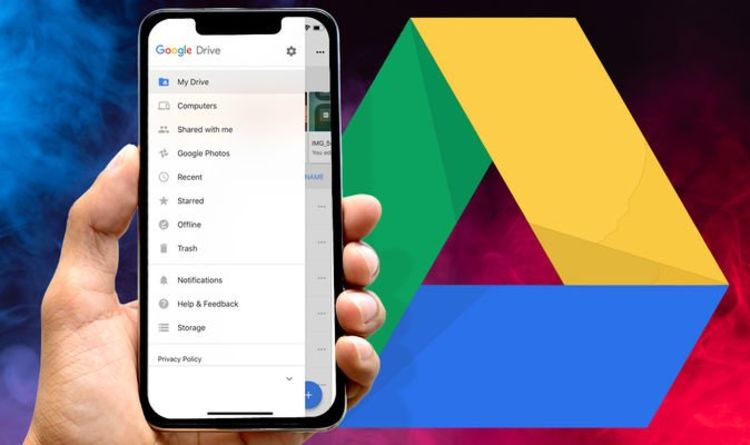 Google Drive
My Drive
Computers
Shared with me
Google Photos
Recent
Starred
Offline
Trash
Notifications
Help & Feedback
Storage
Privacy Policy
NAME